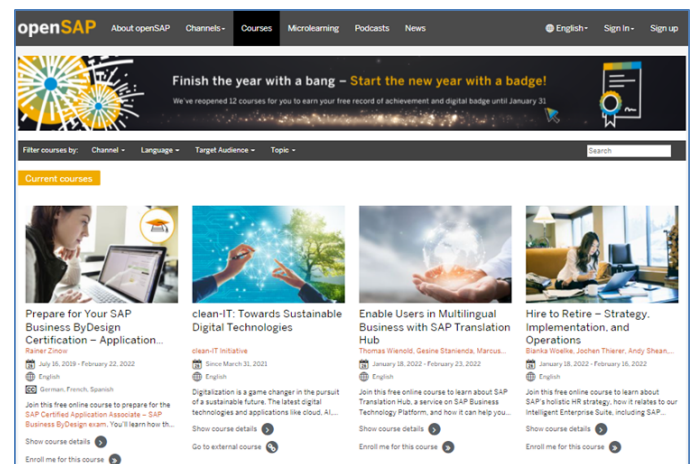 openSAP
About openSAP
Channels
Courses
Microlearning
Podcasts
News
English
Sign In
Sign up
Finish the year with a bang – Start the new year with a badge!
We've reopened 12 courses for you to earn your free record of achievement and digital badge until January 31
Filter courses by:
Channel
Language
Target Audience
Topic
Search
Current courses
Prepare for Your SAP
Business ByDesign
Certification – Application...
Rainer Zinow
July 16, 2019 - February 22, 2022
English
CC
German, French, Spanish
Join this free online course to prepare for the
SAP Certified Application Associate – SAP
Business ByDesign exam. You'll learn how th...
Show course details
Enroll me for this course
clean-IT: Towards Sustainable
Digital Technologies
clean-IT Initiative
Since March 31, 2021
English
Digitalization is a game changer in the pursuit
of a sustainable future. The latest digital
technologies and applications like cloud, AI,...
Show course details
Go to external course
Enable Users in Multilingual
Business with SAP Translation
Hub
Thomas Wienold, Gesine Stanienda, Marcus...
January 18, 2022 - February 23, 2022
English
Join this free online course to learn about SAP
Translation Hub, a service on SAP Business
Technology Platform, and how it can help you...
Show course details
Enroll me for this course
Hire to Retire – Strategy,
Implementation, and
Operations
Bianka Woelke, Jochen Thierer, Andy Shean,...
January 18, 2022 - February 16, 2022
English
Join this free online course to learn about
SAP's holistic HR strategy, how it relates to our
Intelligent Enterprise Suite, including SAP...
Show course details
Enroll me for this course